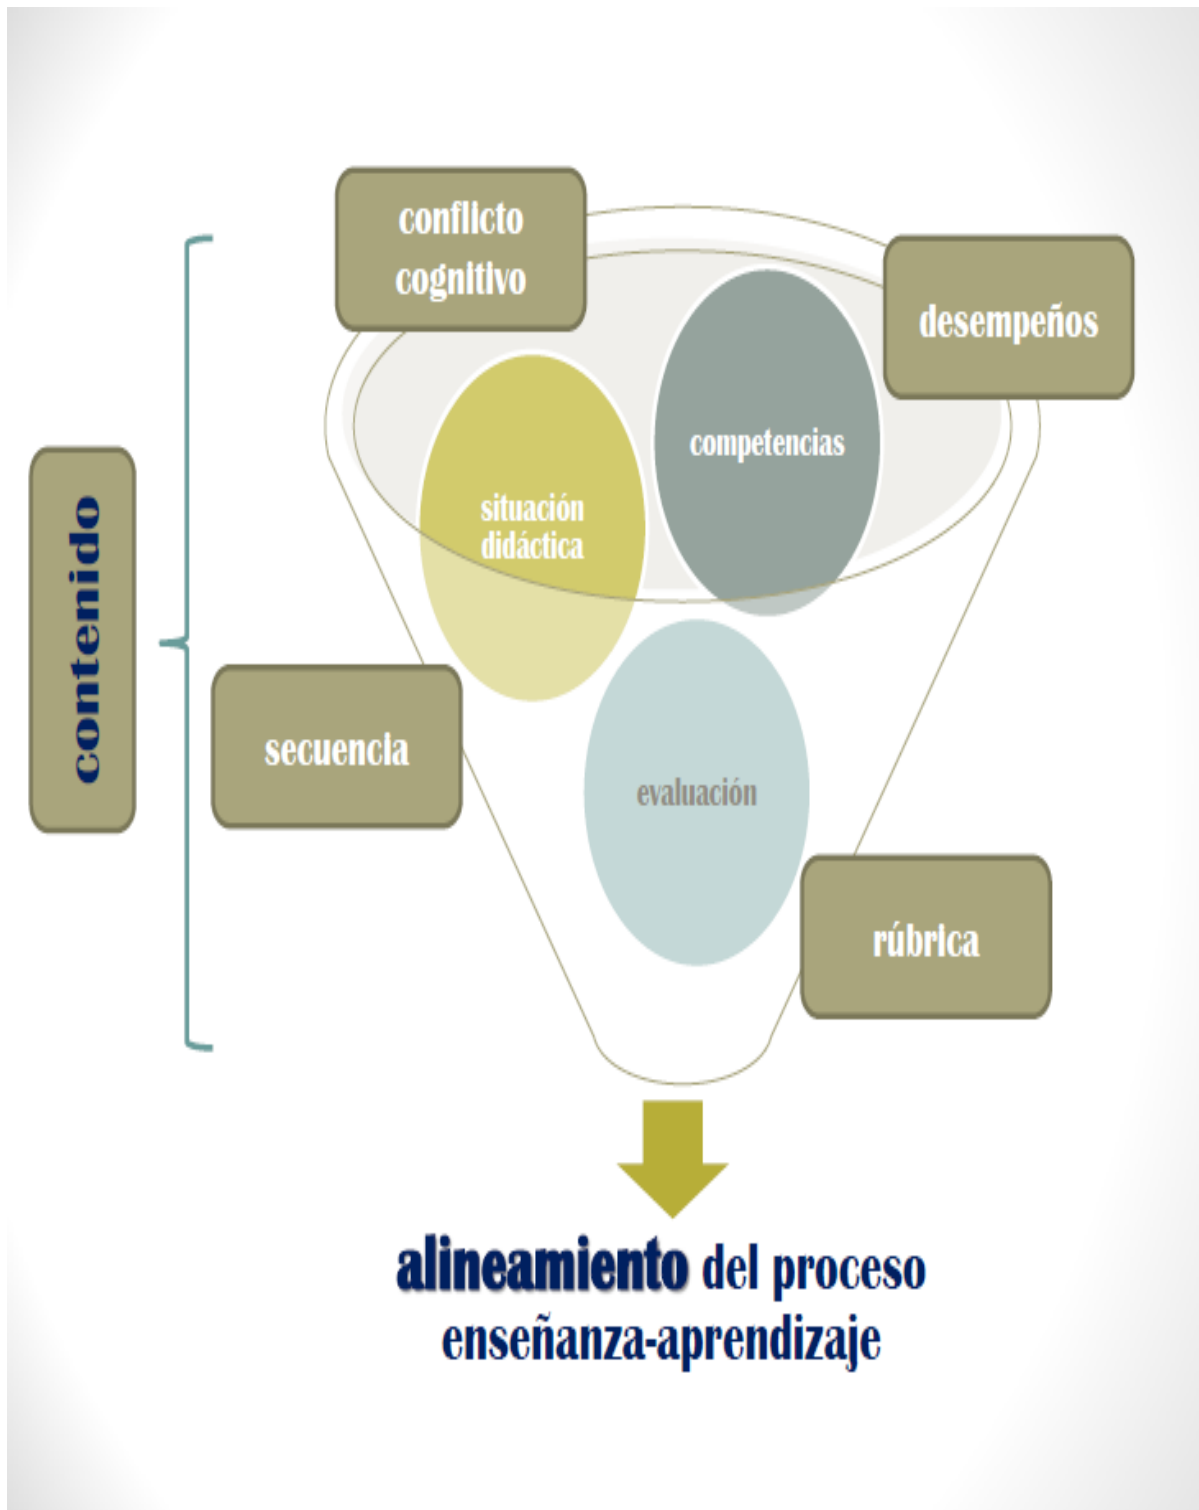 conflicto
cognitivo
desempeños
competencias
situación
didáctica
contenido
secuencia
evaluación
rúbrica
alineamiento del proceso
enseñanza-aprendizaje